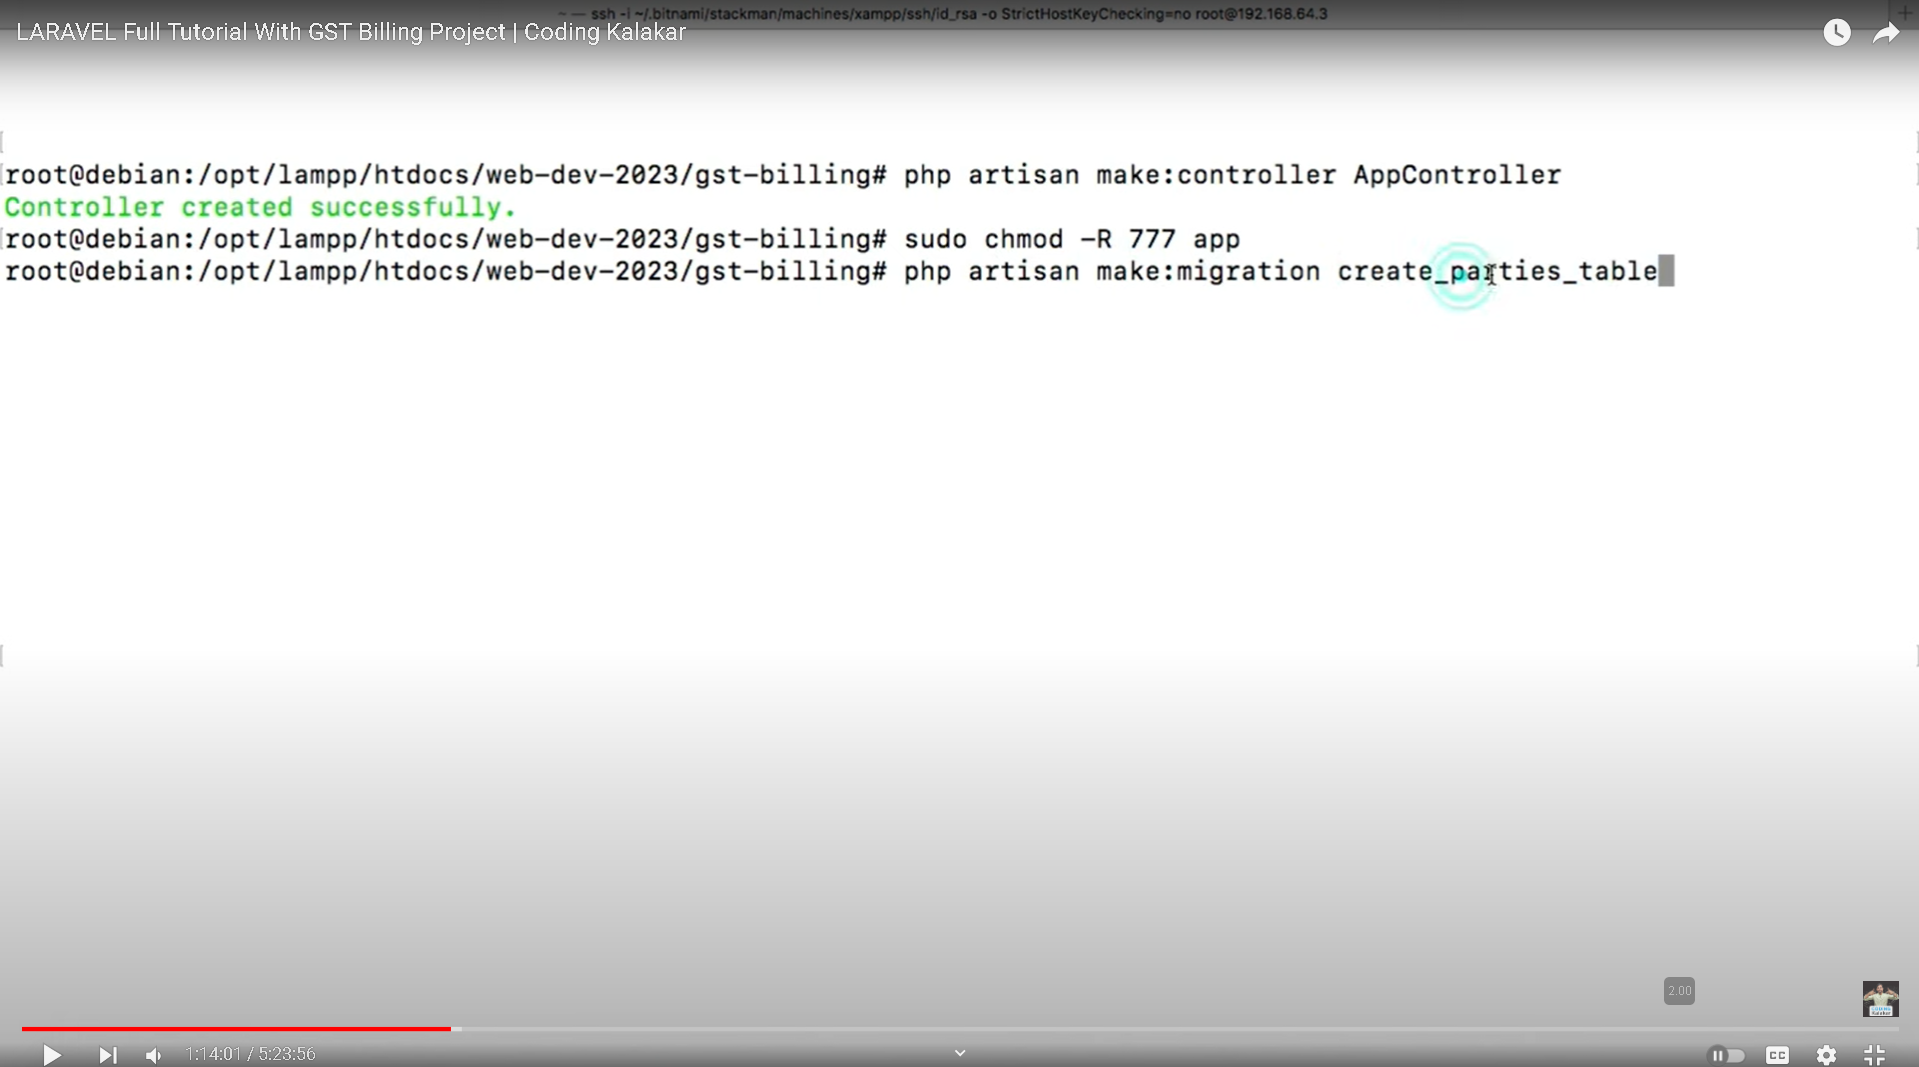 ~ — ssh -i ~/.bitnami/stackman/machines/xampp/ssh/id_rsa -o StrictHostKeyChecking=no root@192.168.64.3
LARAVEL Full Tutorial With GST Billing Project | Coding Kalakar
root@debian:/opt/lampp/htdocs/web-dev-2023/gst-billing# php artisan make:controller AppController
Controller created successfully.
root@debian:/opt/lampp/htdocs/web-dev-2023/gst-billing# sudo chmod -R 777 app
root@debian:/opt/lampp/htdocs/web-dev-2023/gst-billing# php artisan make:migration create_parties_table
2.00
1:14:01 / 5:23:56
CC